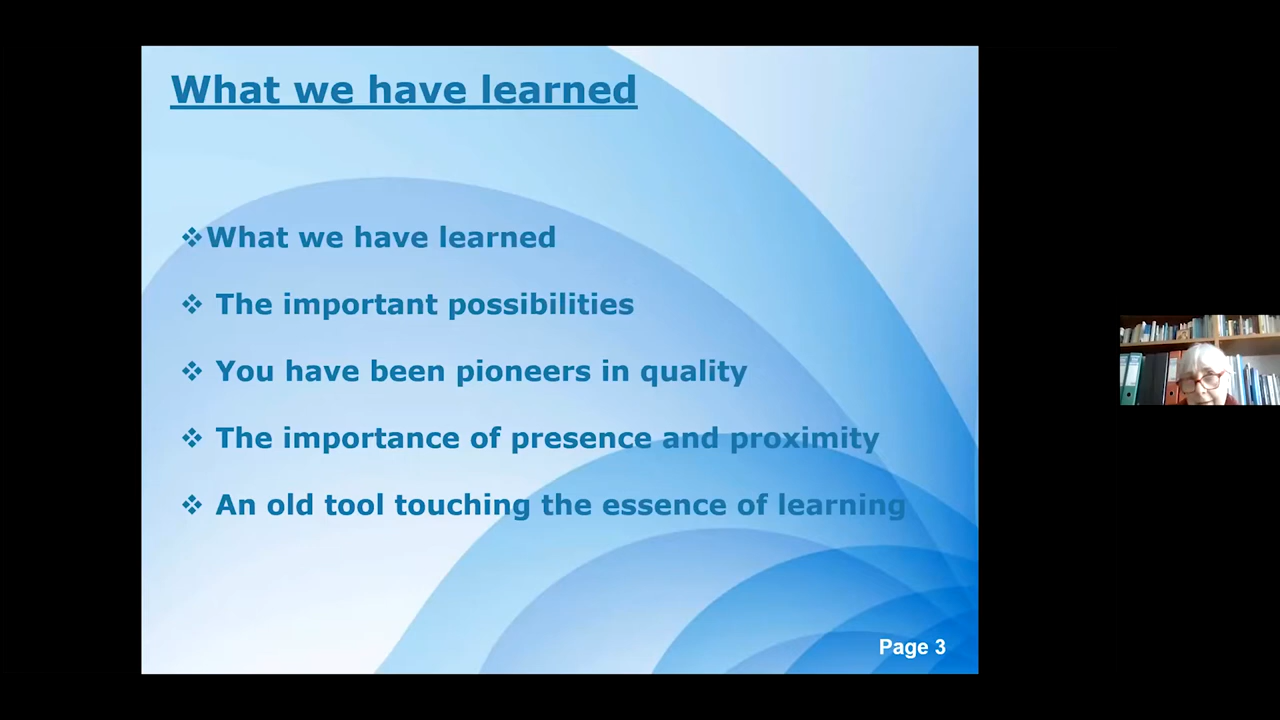 What we have learned
❖What we have learned
❖ The important possibilities
❖ You have been pioneers in quality
❖ The importance of presence and proximity
❖ An old tool touching the essence of learning
Page 3